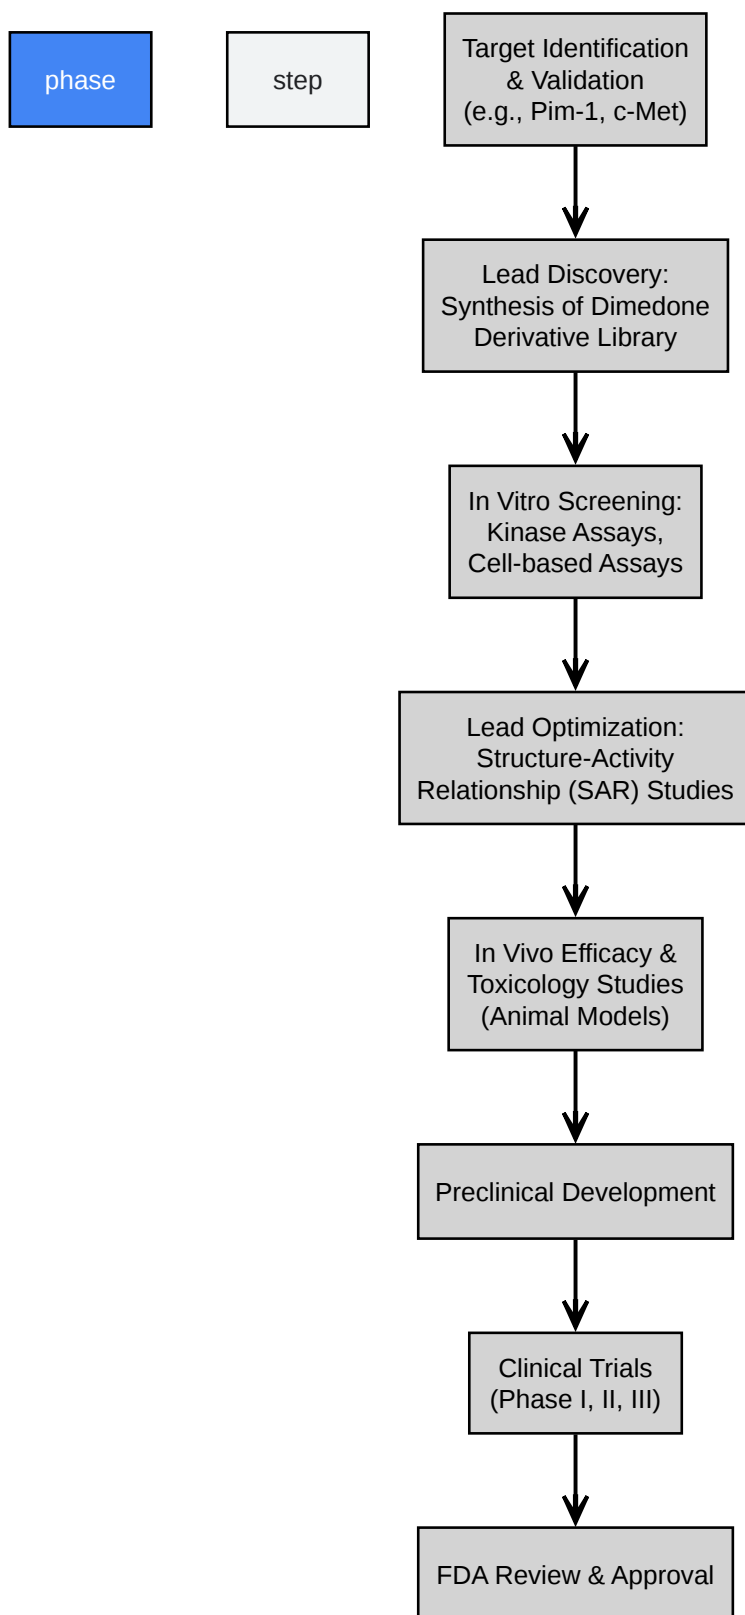 phase
step
Target Identification
& Validation
(e.g., Pim-1, c-Met)
Lead Discovery:
Synthesis of Dimedone
Derivative Library
In Vitro Screening:
Kinase Assays,
Cell-based Assays
Lead Optimization:
Structure-Activity
Relationship (SAR) Studies
In Vivo Efficacy &
Toxicology Studies
(Animal Models)
Preclinical Development
Clinical Trials
(Phase I, II, III)
FDA Review & Approval